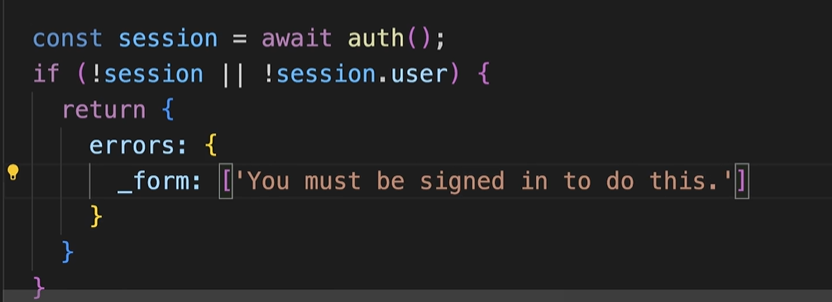 const session = await auth();
if (!session || !session.user) {
return {
errors: {
_form: ['You must be signed in to do this.']
}
}
}